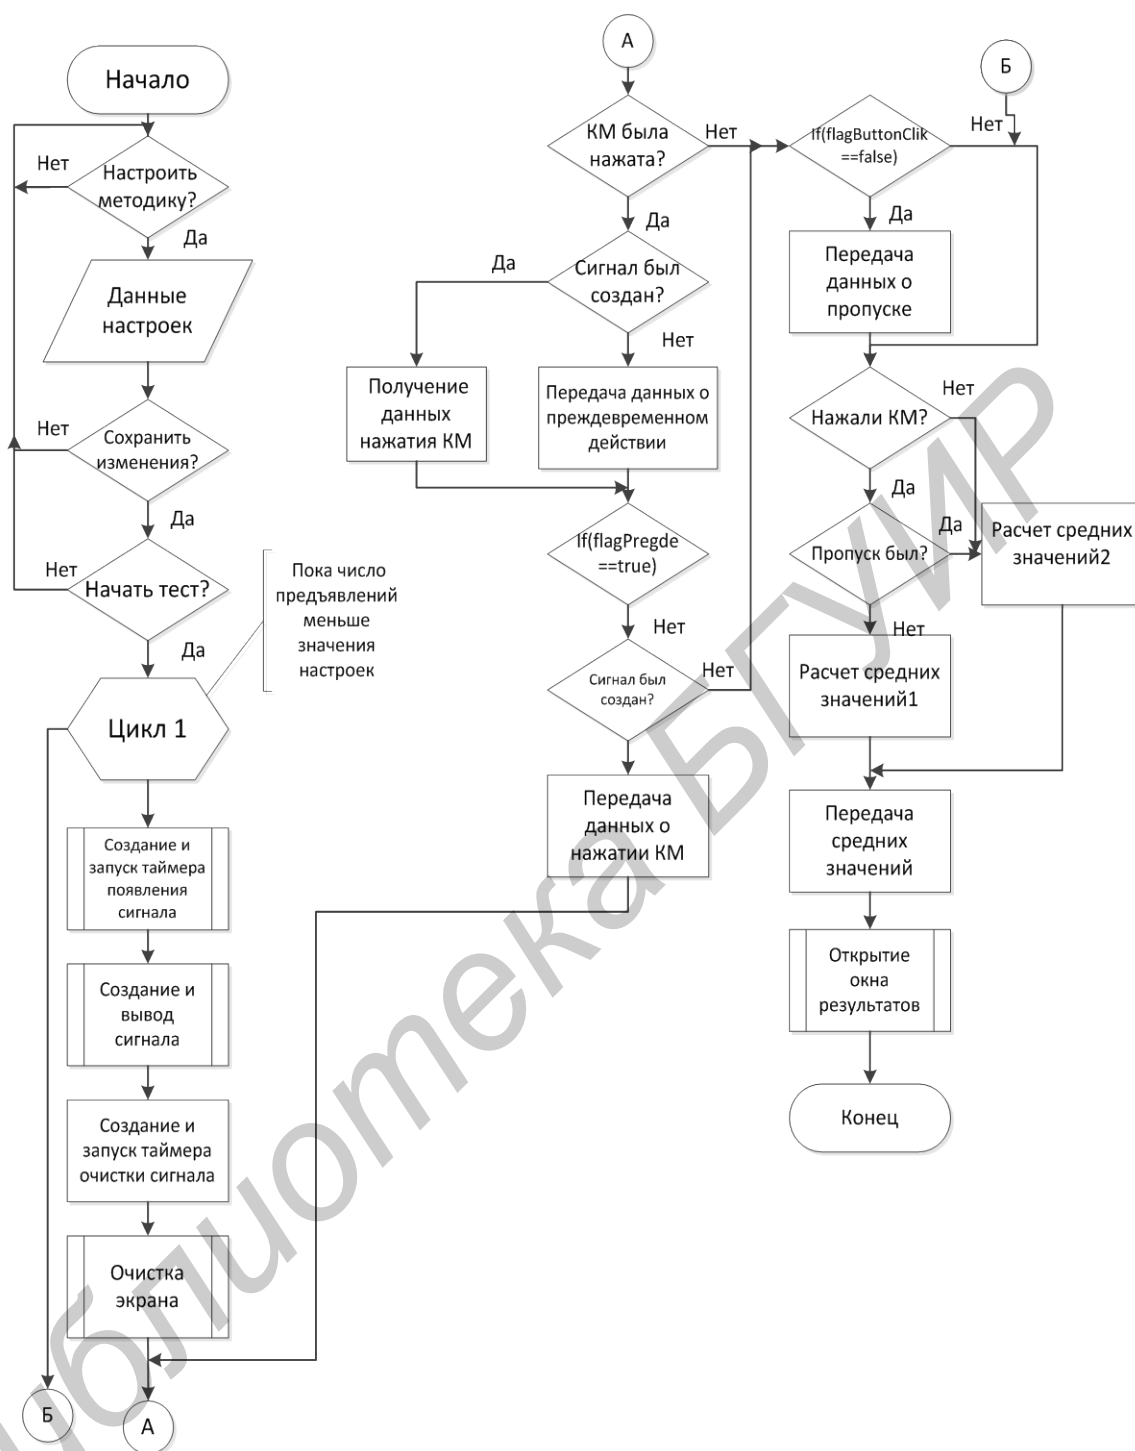 Начало
Нет
Настроить
методику?
Да
Данные
настроек
Нет
Сохранить
изменения?
Да
Нет
Начать тест?
Да
Пока число
предъявлений
меньше
значения
настроек
Цикл 1
Создание и
запуск таймера
появления
сигнала
Создание и
вывод
сигнала
Создание и
запуск таймера
очистки сигнала
Очистка
экрана
Б
А
А
КМ была
нажата?
Нет
Да
Да
Сигнал был
создан?
Нет
Получение
данных
нажатия КМ
Передача данных о
преждевременном
действии
If(flagPregde
==true)
Нет
Сигнал был
создан?
Нет
Передача
данных о
нажатии КМ
Б
Нет
If(flagButtonClik
==false)
Да
Передача
данных о
пропуске
Нажали КМ?
Нет
Да
Пропуск был?
Да
Расчет средних
значений2
Нет
Расчет средних
значений1
Передача
средних
значений
Открытие
окна
результатов
Конец
блиотека БГУИР